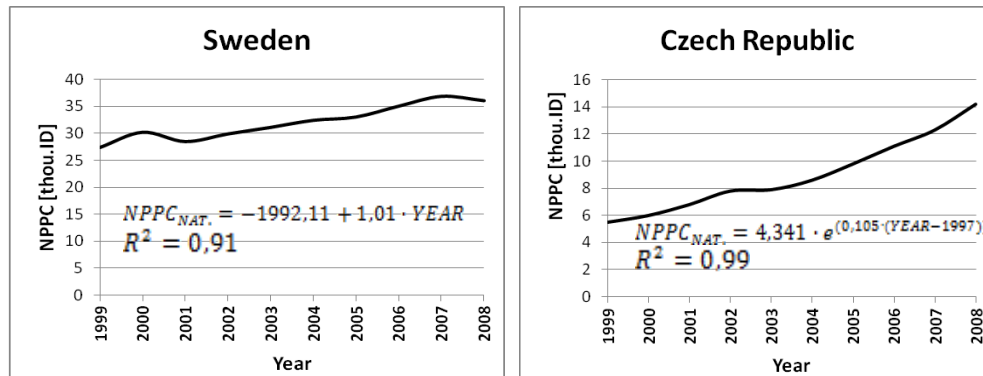 Sweden
NPPC [thou.ID]
40
35
30
25
20
15
10
5
0
NPPC_NAT. = −1992,11 + 1,01 · YEAR
R² = 0,91
1999 2000 2001 2002 2003 2004 2005 2006 2007 2008
Year
Czech Republic
NPPC [thou.ID]
16
14
12
10
8
6
4
2
0
NPPC_NAT. = 4,341 · e^(0,105·(YEAR−1997)
R² = 0,99
1999 2000 2001 2002 2003 2004 2005 2006 2007 2008
Year